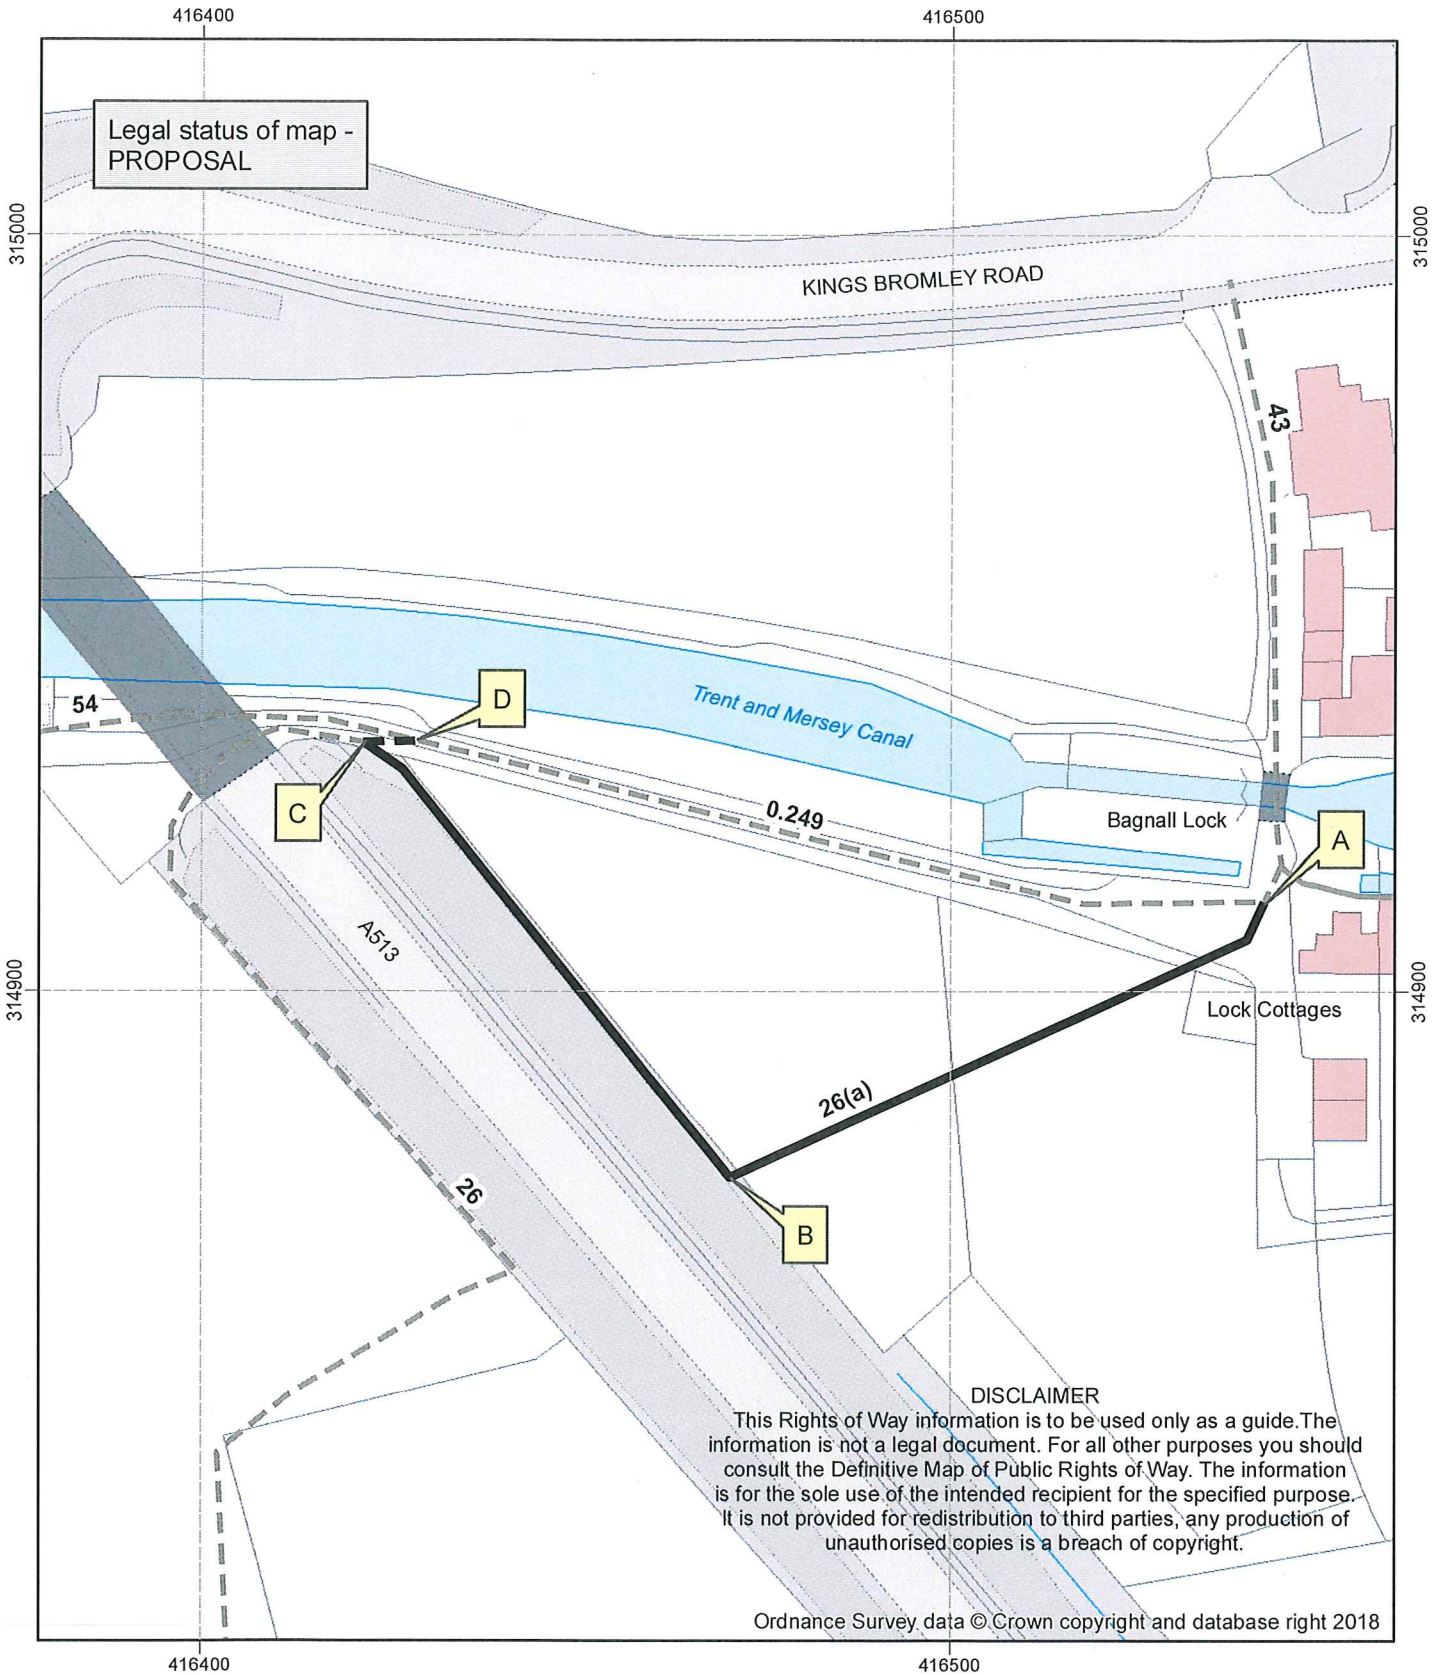 416400
416500
Legal status of map -
PROPOSAL
315000
315000
KINGS BROMLEY ROAD
43
D
54
Trent and Mersey Canal
C
0.249
Bagnall Lock
A
A513
314900
314900
Lock Cottages
26(a)
26
B
DISCLAIMER
This Rights of Way information is to be used only as a guide.The
information is not a legal document. For all other purposes you should
consult the Definitive Map of Public Rights of Way. The information
is for the sole use of the intended recipient for the specified purpose.
It is not provided for redistribution to third parties, any production of
unauthorised copies is a breach of copyright.
Ordnance Survey data © Crown copyright and database right 2018
416400
416500